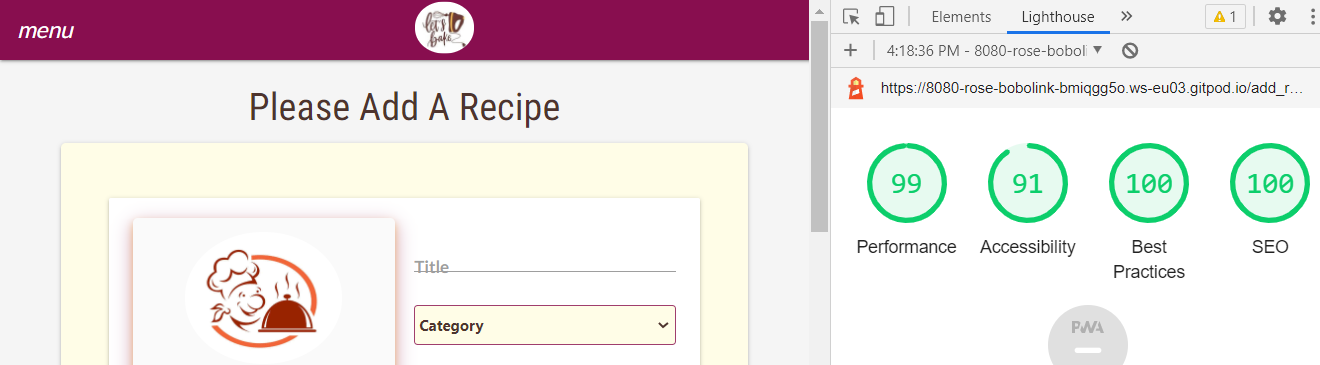 menu
let's
bake
Please Add A Recipe
Title
Category
Elements
Lighthouse
1
4:18:36 PM - 8080-rose-boboli
https://8080-rose-bobolink-bmiqgg5o.ws-eu03.gitpod.io/add_r…
99
91
100
100
Performance
Accessibility
Best
Practices
SEO
PWA